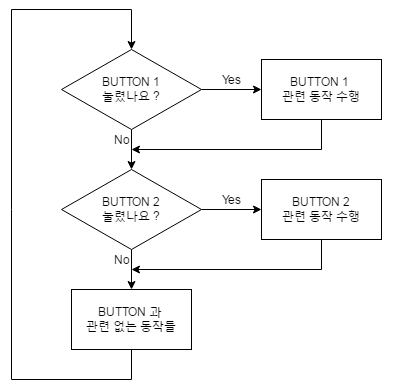 BUTTON 1
눌렸나요 ?
Yes
BUTTON 1
관련 동작 수행
No
BUTTON 2
눌렸나요 ?
Yes
BUTTON 2
관련 동작 수행
No
BUTTON 과
관련 없는 동작들